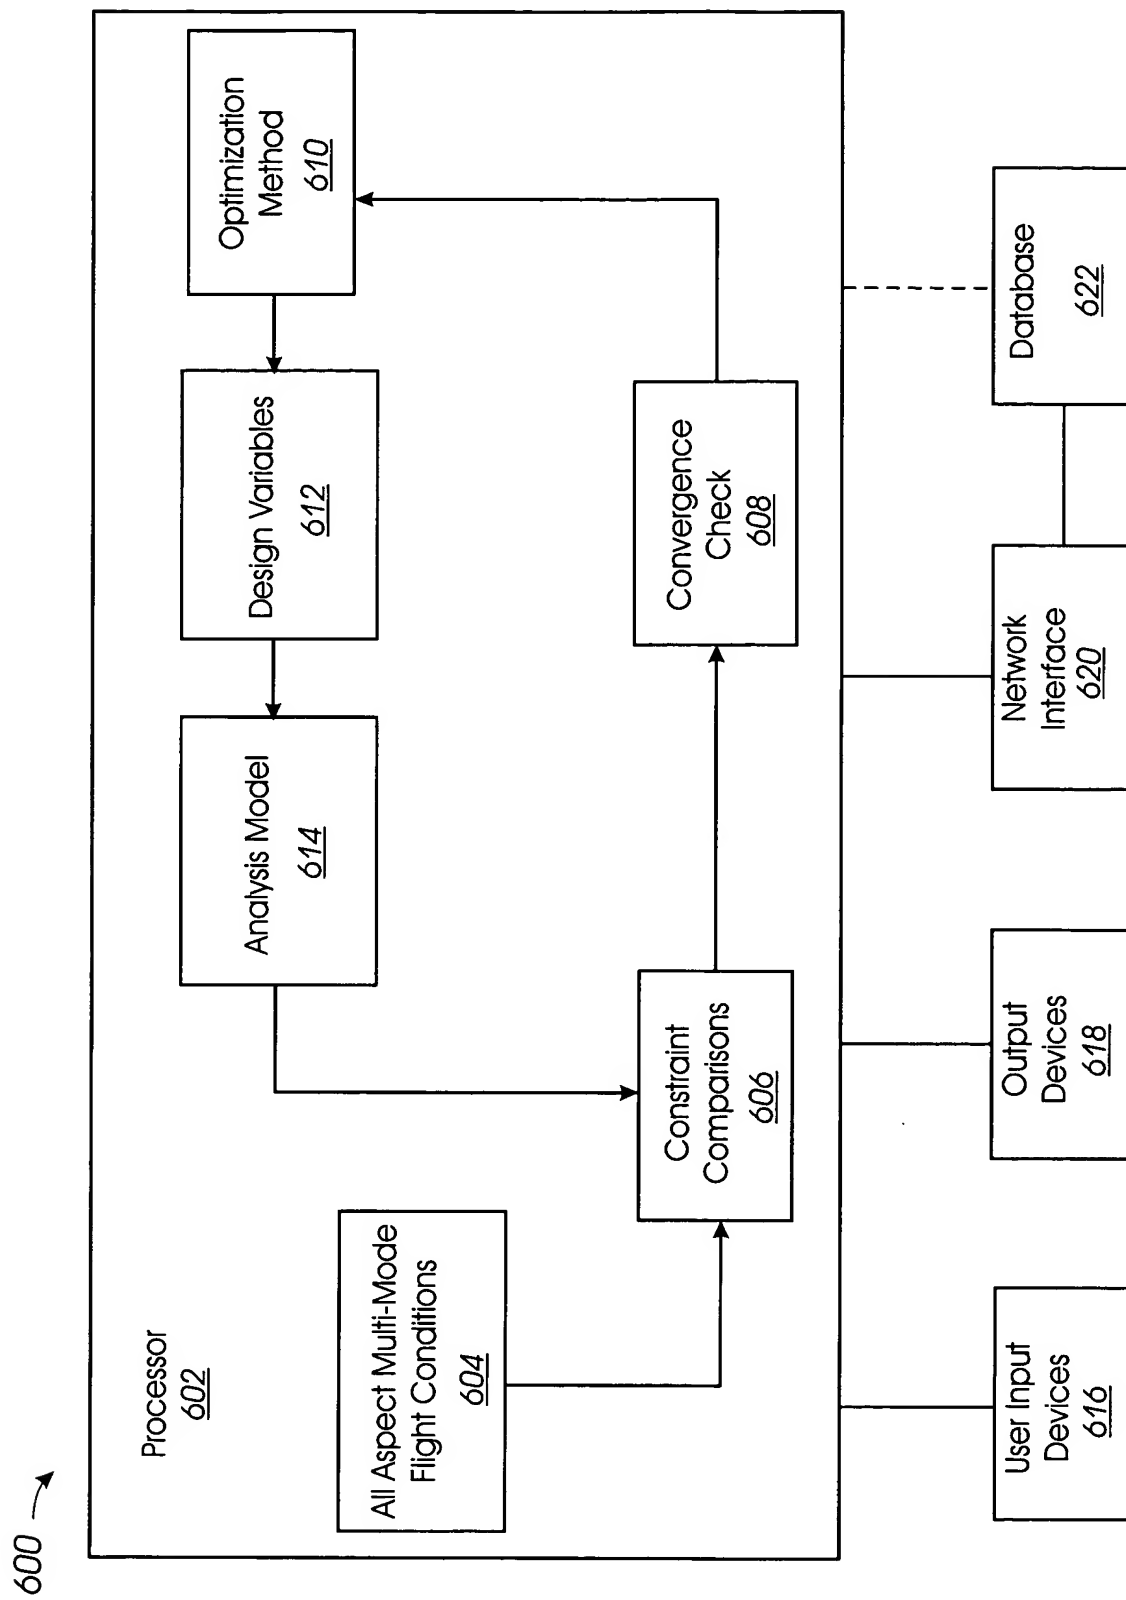 600
Processor
602
All Aspect Multi-Mode
Flight Conditions
604
Analysis Model
614
Design Variables
612
Optimization
Method
610
Constraint
Comparisons
606
Convergence
Check
608
User Input
Devices
616
Output
Devices
618
Network
Interface
620
Database
622